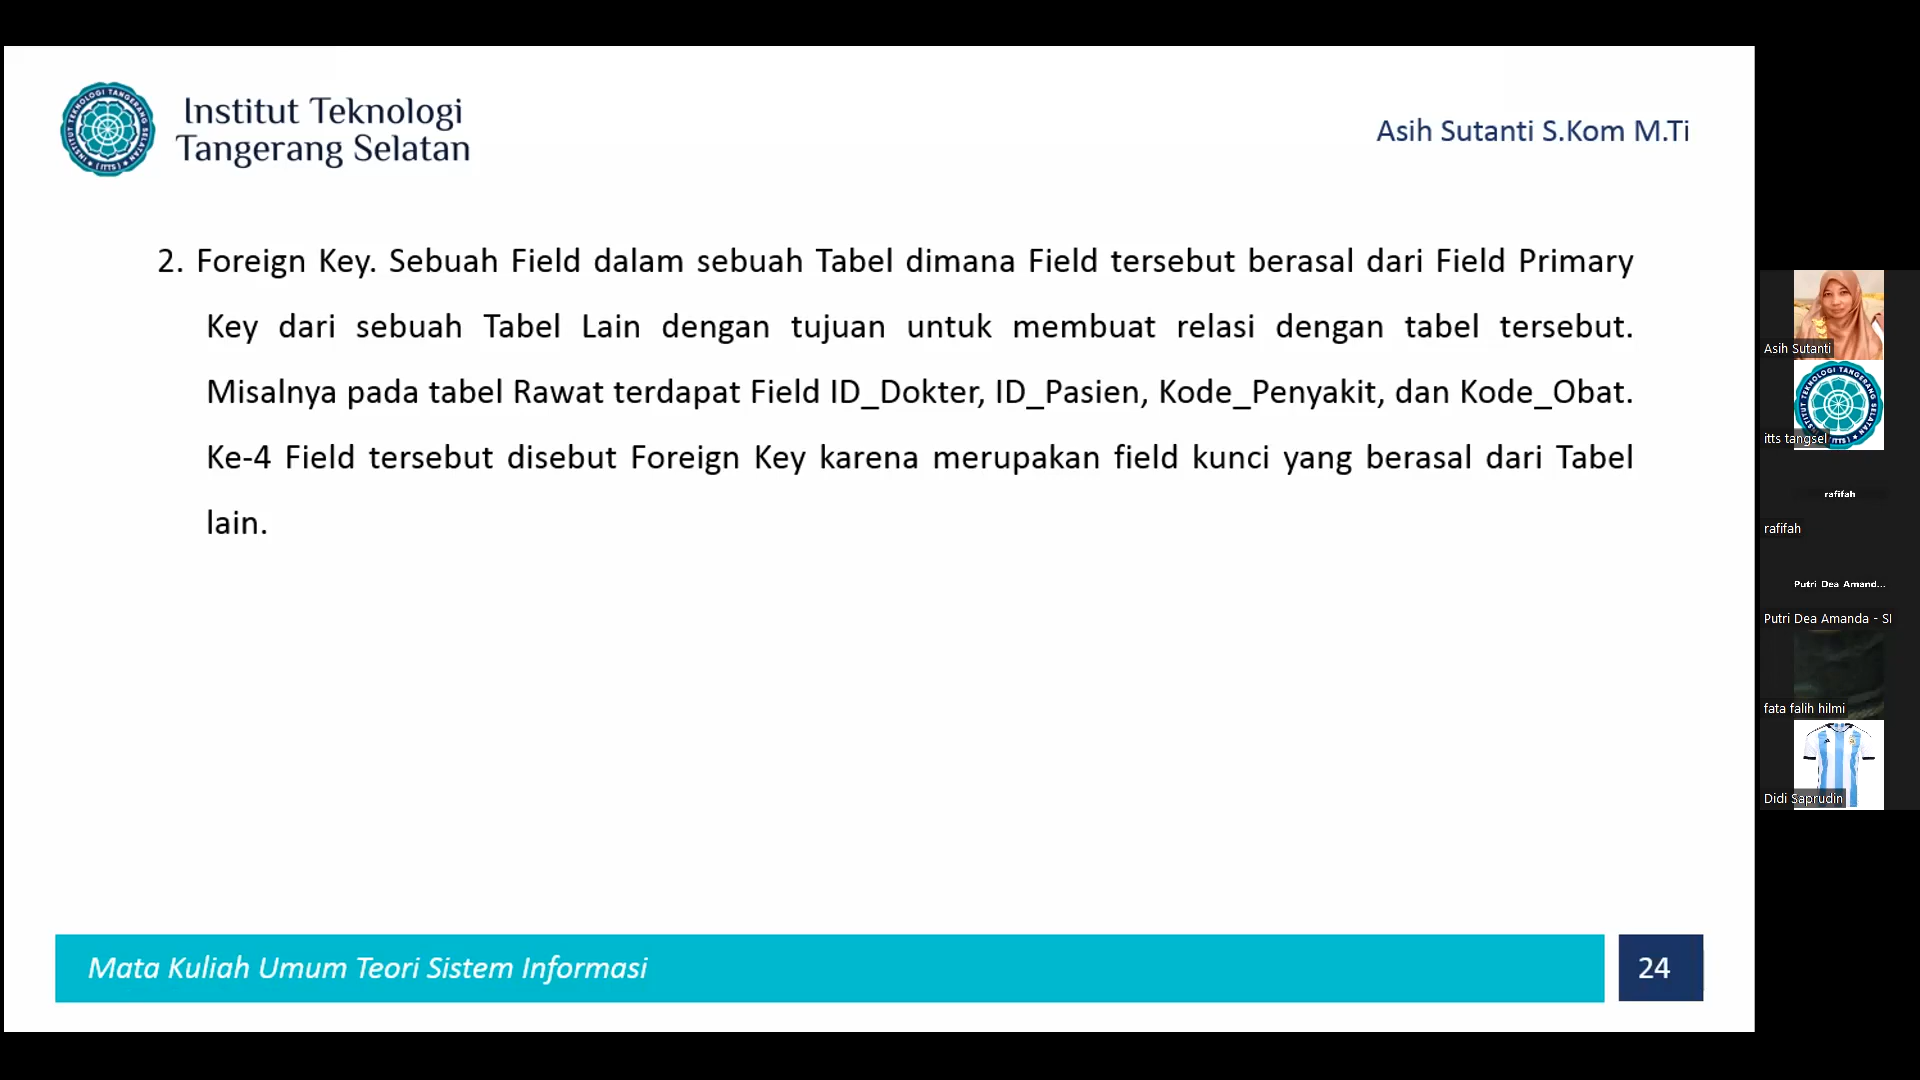 Institut Teknologi
Tangerang Selatan
Asih Sutanti S.Kom M.Ti
2. Foreign Key. Sebuah Field dalam sebuah Tabel dimana Field tersebut berasal dari Field Primary
Key dari sebuah Tabel Lain dengan tujuan untuk membuat relasi dengan tabel tersebut.
Misalnya pada tabel Rawat terdapat Field ID_Dokter, ID_Pasien, Kode_Penyakit, dan Kode_Obat.
Ke-4 Field tersebut disebut Foreign Key karena merupakan field kunci yang berasal dari Tabel
lain.
Mata Kuliah Umum Teori Sistem Informasi
24
Asih Sutanti
itts tangsel
rafifah
rafifah
Putri Dea Amand...
Putri Dea Amanda - SI
fata falih hilmi
Didi Saprudin